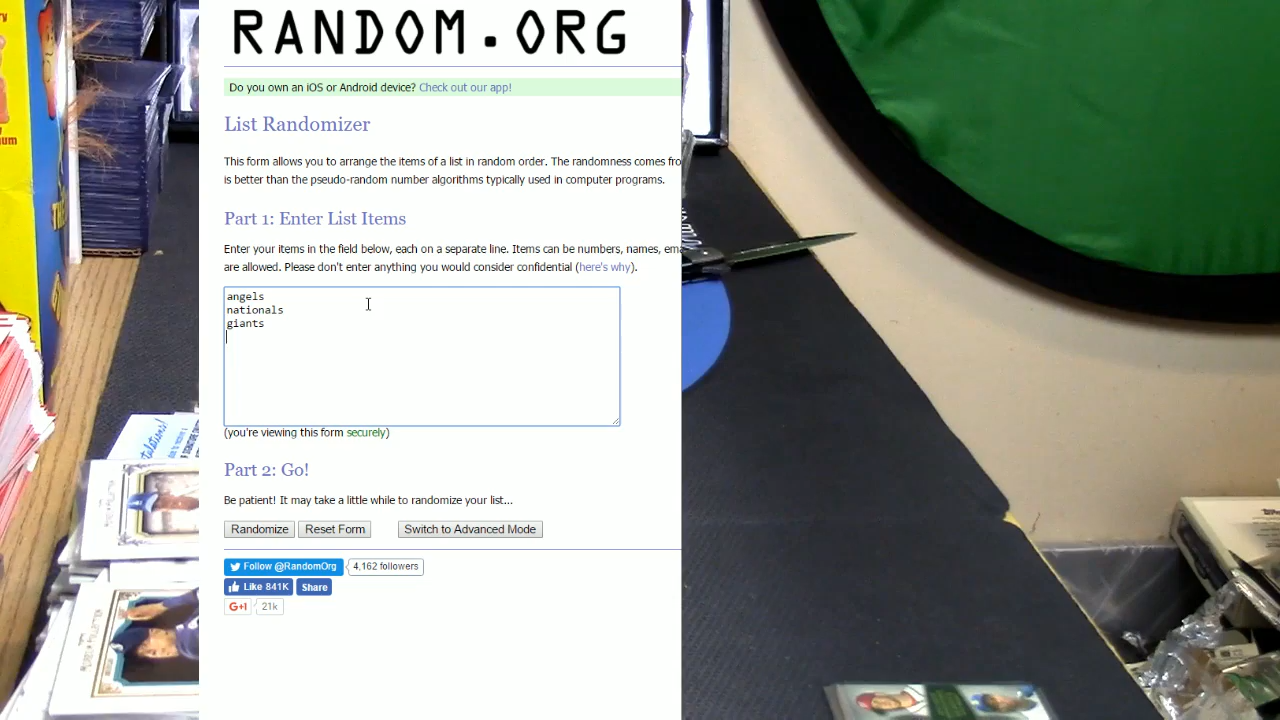 RANDOM.ORG
Do you own an iOS or Android device? Check out our app!
List Randomizer
This form allows you to arrange the items of a list in random order. The randomness comes fro
is better than the pseudo-random number algorithms typically used in computer programs.
Part 1: Enter List Items
Enter your items in the field below, each on a separate line. Items can be numbers, names, ema
are allowed. Please don't enter anything you would consider confidential (here's why).
angels
nationals
giants
(you're viewing this form securely)
Part 2: Go!
Be patient! It may take a little while to randomize your list...
Randomize Reset Form Switch to Advanced Mode
Follow @RandomOrg 4,162 followers
Like 841K Share
G+1 21k